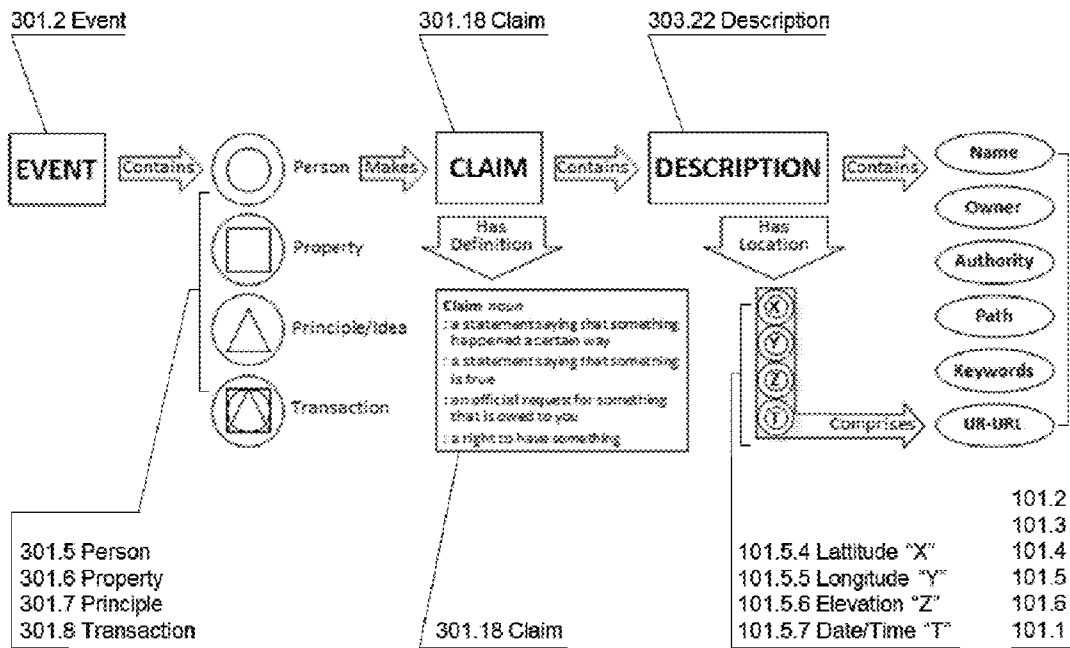 301.2 Event
301.18 Claim
303.22 Description
EVENT
Contains
Person
Makes
CLAIM
Contains
DESCRIPTION
Contains
Name
Owner
Authority
Path
Keywords
UR-URL
Property
Principle/Idea
Transaction
Has
Definition
Has
Location
Claim noun
: a statement saying that something
happened a certain way
: a statement saying that something
is true
: an official request for something
that is owed to you
: a right to have something
X
Y
Z
T
Comprises
301.5 Person
301.6 Property
301.7 Principle
301.8 Transaction
301.18 Claim
101.5.4 Lattitude "X"
101.5.5 Longitude "Y"
101.5.6 Elevation "Z"
101.5.7 Date/Time "T"
101.2
101.3
101.4
101.5
101.6
101.1